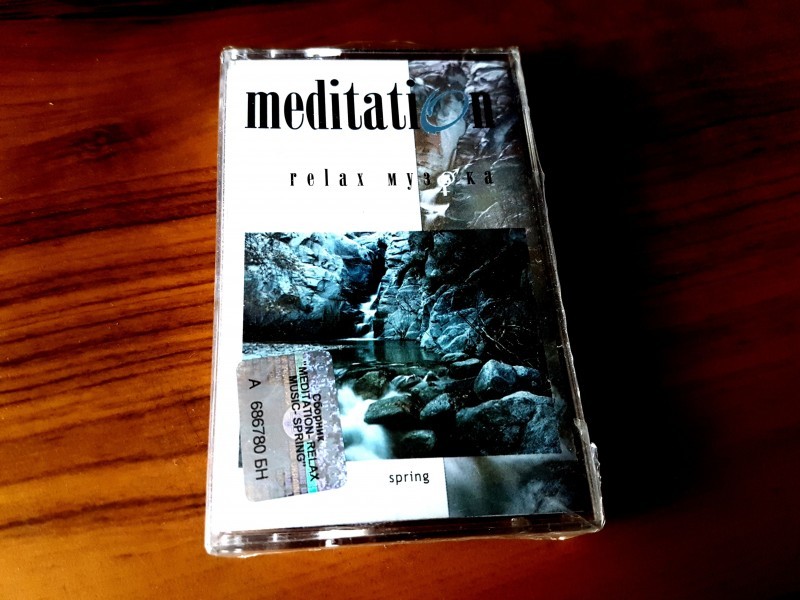 meditation
relax музыка
Сборник
"MEDITATION- RELAX
MUSIC- SPRING"
А 686780 БН
spring